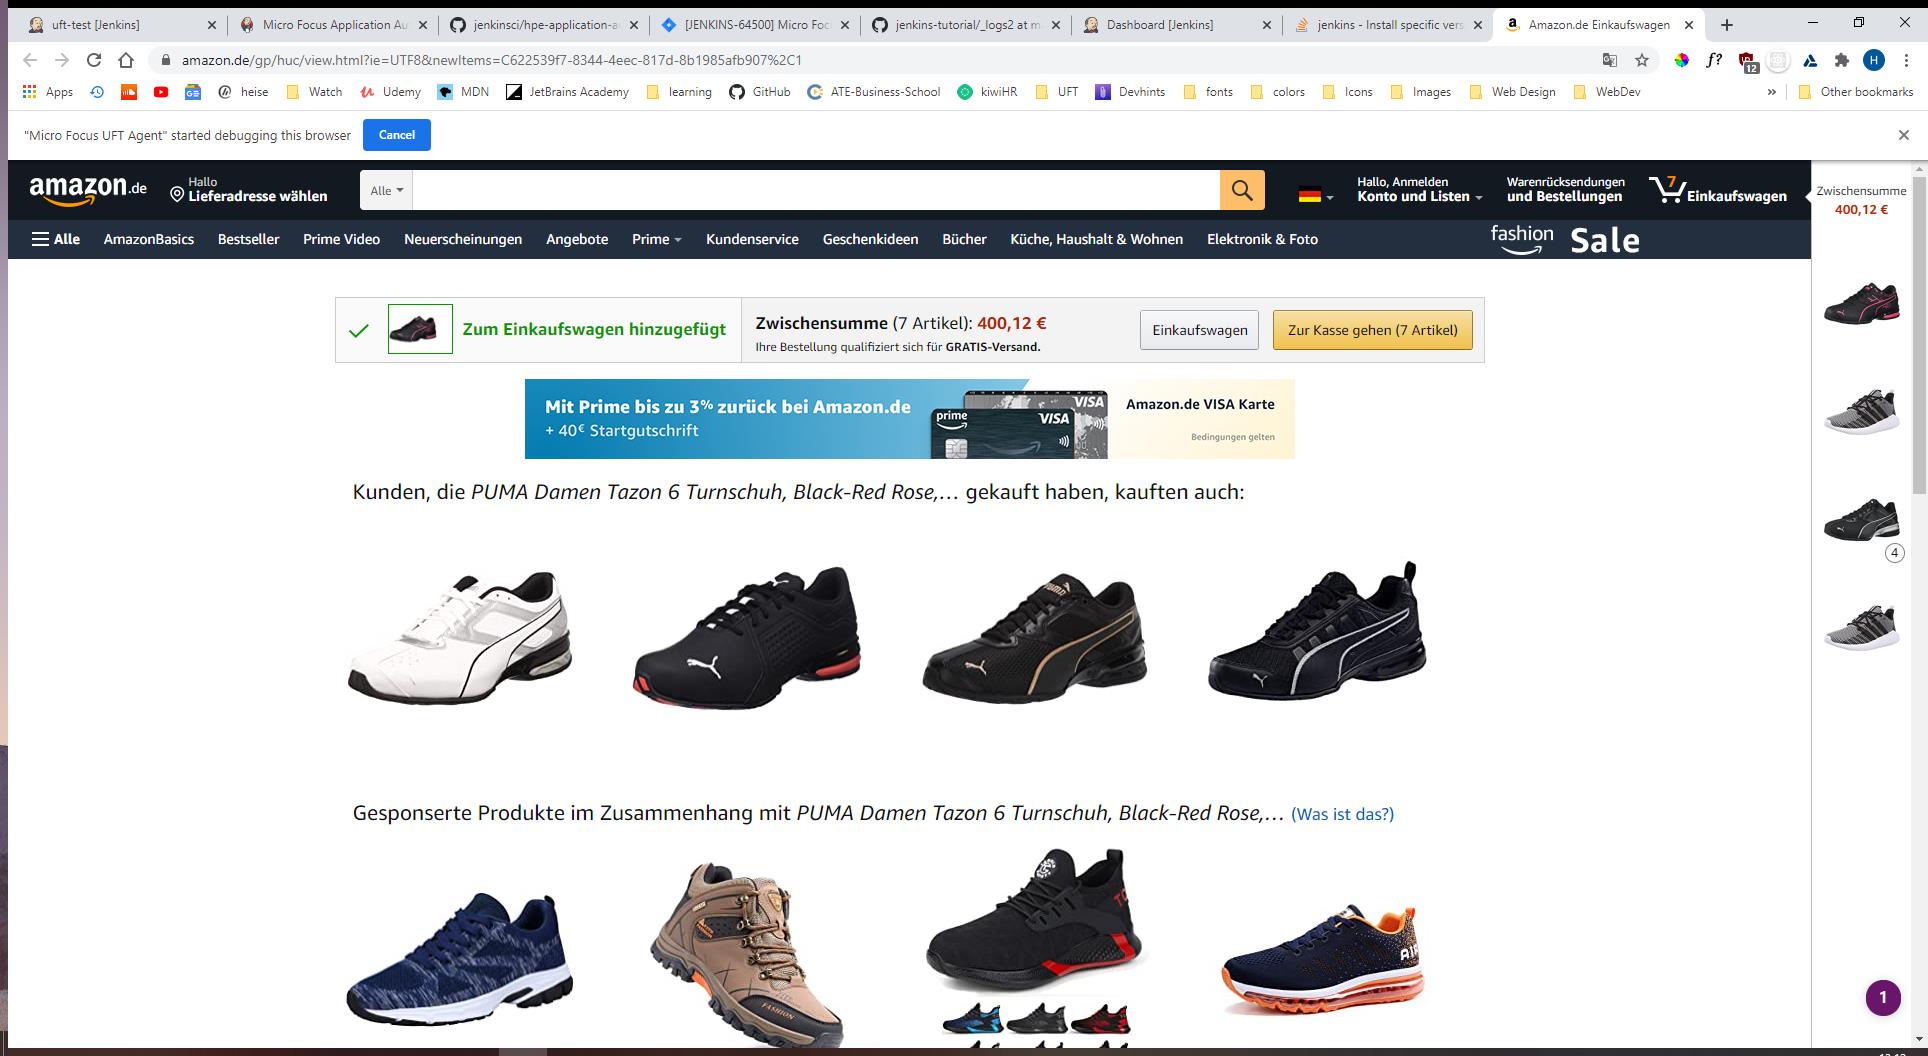 uft-test [Jenkins]
Micro Focus Application Au
jenkinsci/hpe-application-a
[JENKINS-64500] Micro Foc
jenkins-tutorial/_logs2 at m
Dashboard [Jenkins]
jenkins - Install specific vers
Amazon.de Einkaufswagen
amazon.de/gp/huc/view.html?ie=UTF8&newItems=C622539f7-8344-4eec-817d-8b1985afb907%2C1
f?
12
H
Apps
heise
Watch
Udemy
MDN
JetBrains Academy
learning
GitHub
ATE-Business-School
kiwiHR
UFT
Devhints
fonts
colors
Icons
Images
Web Design
WebDev
»
Other bookmarks
"Micro Focus UFT Agent" started debugging this browser
Cancel
amazon.de
Hallo
Lieferadresse wählen
Alle
Hallo, Anmelden
Konto und Listen
Warenrücksendungen
und Bestellungen
7
Einkaufswagen
Zwischensumme
400,12 €
Alle
AmazonBasics
Bestseller
Prime Video
Neuerscheinungen
Angebote
Prime
Kundenservice
Geschenkideen
Bücher
Küche, Haushalt & Wohnen
Elektronik & Foto
fashion
Sale
Zum Einkaufswagen hinzugefügt
Zwischensumme (7 Artikel): 400,12 €
Ihre Bestellung qualifiziert sich für GRATIS-Versand.
Einkaufswagen
Zur Kasse gehen (7 Artikel)
Mit Prime bis zu 3% zurück bei Amazon.de
+ 40€ Startgutschrift
prime
VISA
VISA
Amazon.de VISA Karte
Bedingungen gelten
Kunden, die PUMA Damen Tazon 6 Turnschuh, Black-Red Rose,… gekauft haben, kauften auch:
4
PUMA
Gesponserte Produkte im Zusammenhang mit PUMA Damen Tazon 6 Turnschuh, Black-Red Rose,… (Was ist das?)
FASHION
AIR
1